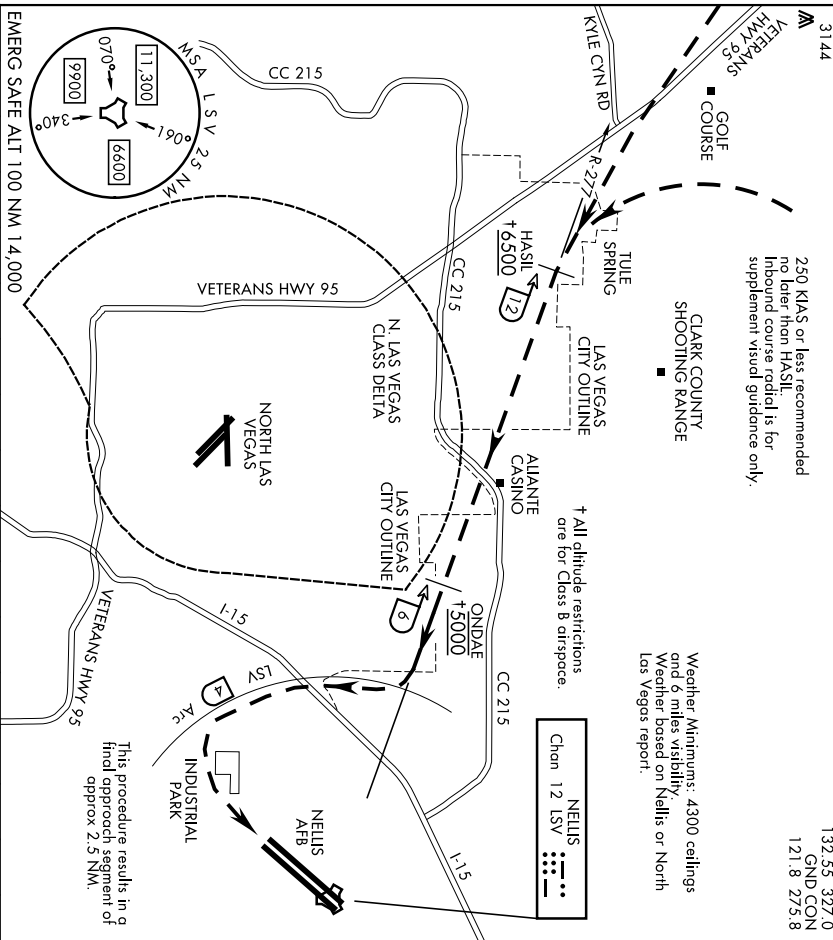 3144
132.55 327.0
GND CON
121.8 275.8
VETERANS
HWY 95
KYLE CYN RD
GOLF
COURSE
250 KIAS or less recommended
no later than HASIL.
Inbound course radial is for
supplement visual guidance only.
CLARK COUNTY
SHOOTING RANGE
Weather Minimums: 4300 ceilings
and 6 miles visibility.
Weather based on Nellis or North
Las Vegas report.
† All altitude restrictions
are for Class B airspace.
R-277
TULE
SPRING
HASIL
†6500
12
LAS VEGAS
CITY OUTLINE
ALIANTE
CASINO
CC 215
CC 215
CC 215
VETERANS HWY 95
N. LAS VEGAS
CLASS DELTA
NORTH LAS
VEGAS
LAS VEGAS
CITY OUTLINE
ONDAE
†5000
6
NELLIS
Chan 12 LSV
I-15
I-15
LSV
4
Arc
VETERANS HWY 95
INDUSTRIAL
PARK
NELLIS
AFB
This procedure results in a
final approach segment of
approx 2.5 NM.
MSA LSV 25 NM
11,300
070°
9900
340°
190°
6600
EMERG SAFE ALT 100 NM 14,000